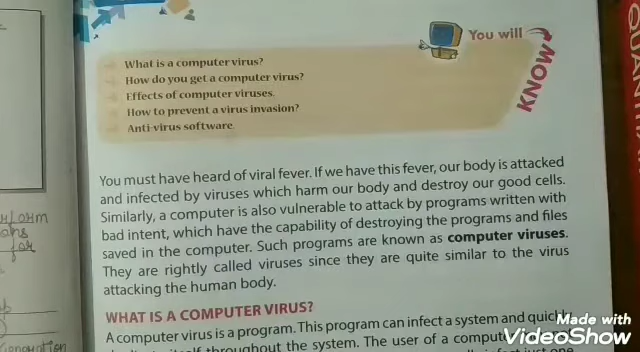 You will
KNOW
What is a computer virus?
How do you get a computer virus?
Effects of computer viruses.
How to prevent a virus invasion?
Anti-virus software.
You must have heard of viral fever. If we have this fever, our body is attacked
and infected by viruses which harm our body and destroy our good cells.
Similarly, a computer is also vulnerable to attack by programs written with
bad intent, which have the capability of destroying the programs and files
saved in the computer. Such programs are known as computer viruses.
They are rightly called viruses since they are quite similar to the virus
attacking the human body.
WHAT IS A COMPUTER VIRUS?
A computer virus is a program. This program can infect a system and quickly
throughout the system. The user of a computer
for
Made with
VideoShow